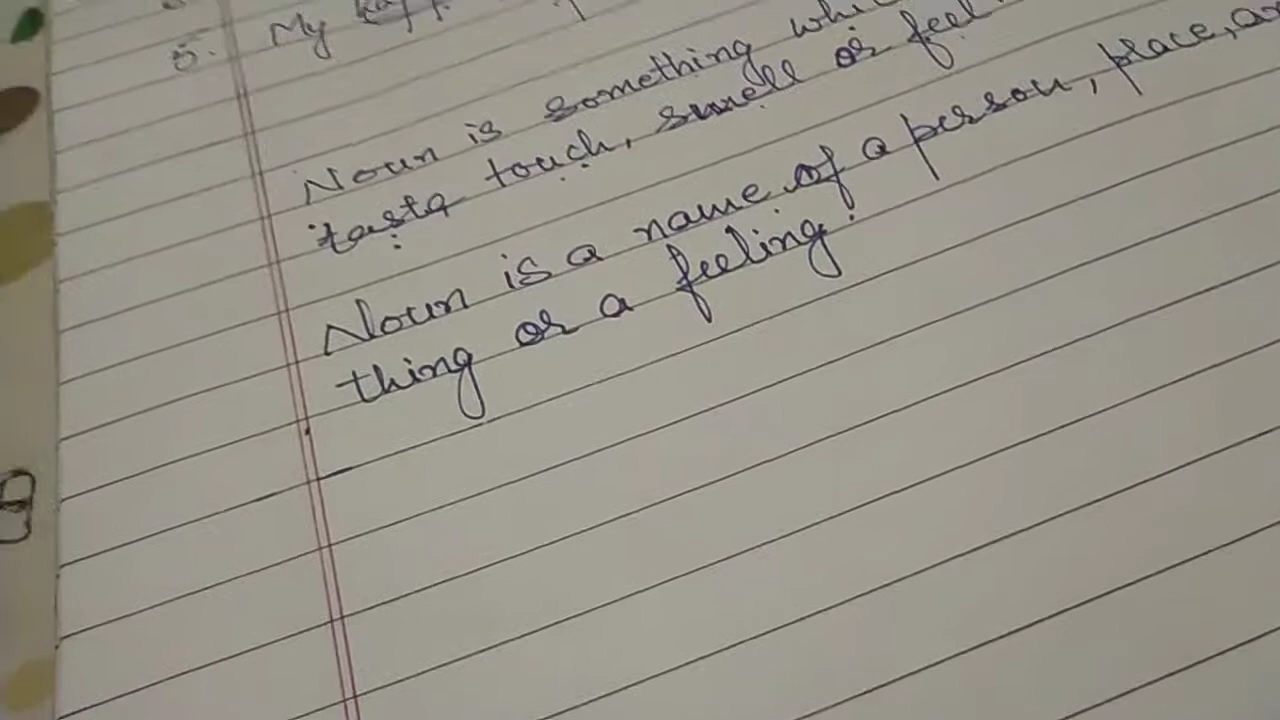 5. My
Noun is something
taste touch, smell or feel
Noun is a name of a person, place,
thing or a feeling.